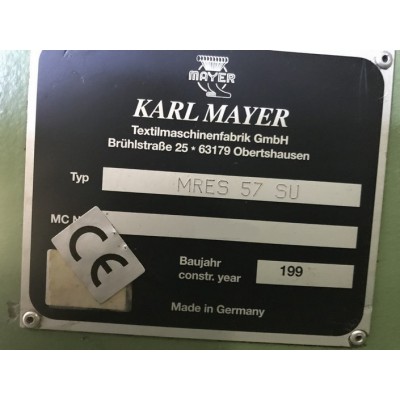 MAYER
KARL MAYER
Textilmaschinenfabrik GmbH
Brühlstraße 25 * 63179 Obertshausen
Typ MRES 57 SU
MC N
CE
Baujahr
constr. year 199
Made in Germany